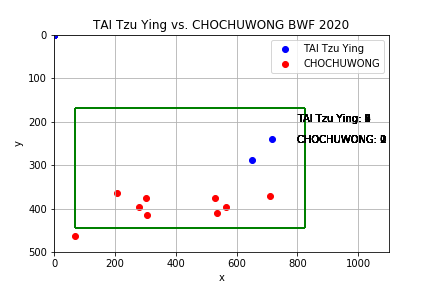 TAI Tzu Ying vs. CHOCHUWONG BWF 2020
TAI Tzu Ying
CHOCHUWONG
0
100
y
200
300
400
500
TAI Tzu Ying:
CHOCHUWONG:
0 200 400 600 800 1000
x